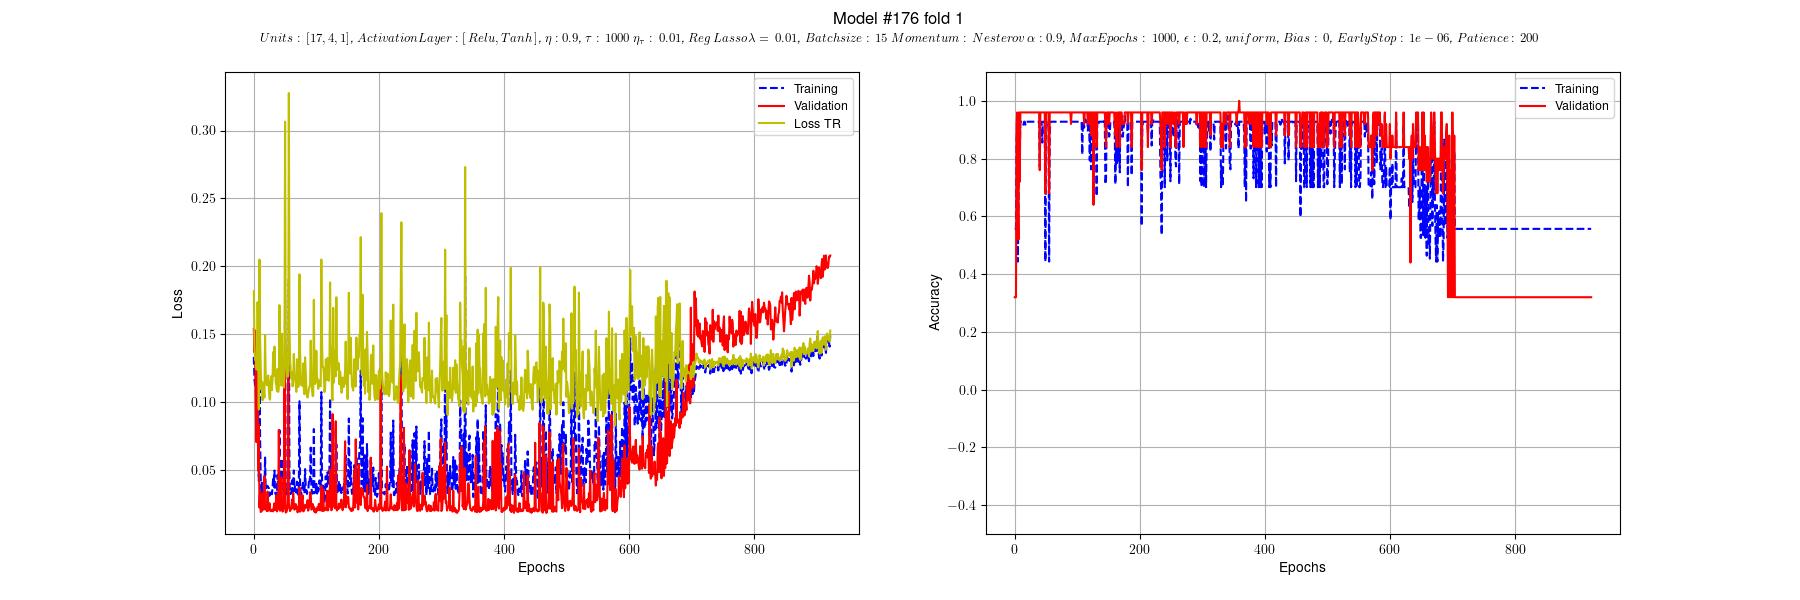 Model #176 fold 1
Units : [17, 4, 1], ActivationLayer : [ Relu, Tanh ], η : 0.9, τ : 1000 η_τ : 0.01, Reg Lasso λ = 0.01, Batchsize : 15 Momentum : Nesterov α : 0.9, MaxEpochs : 1000, ϵ : 0.2, uniform, Bias : 0, EarlyStop : 1e − 06, Patience : 200
Training
Validation
Loss TR
0.30
0.25
0.20
0.15
0.10
0.05
Loss
0 200 400 600 800
Epochs
Training
Validation
1.0
0.8
0.6
0.4
0.2
0.0
−0.2
−0.4
Accuracy
0 200 400 600 800
Epochs